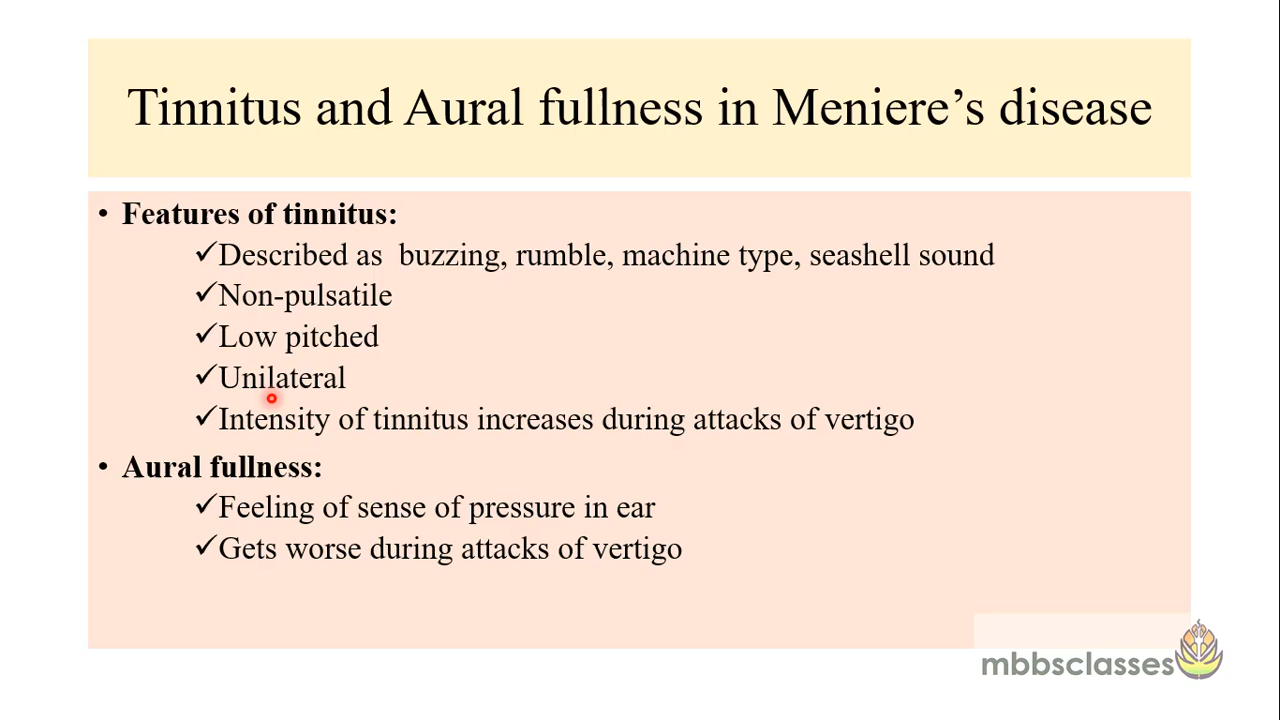 Tinnitus and Aural fullness in Meniere’s disease
• Features of tinnitus:
✓Described as  buzzing, rumble, machine type, seashell sound
✓Non-pulsatile
✓Low pitched
✓Unilateral
✓Intensity of tinnitus increases during attacks of vertigo
• Aural fullness:
✓Feeling of sense of pressure in ear
✓Gets worse during attacks of vertigo
mbbsclasses